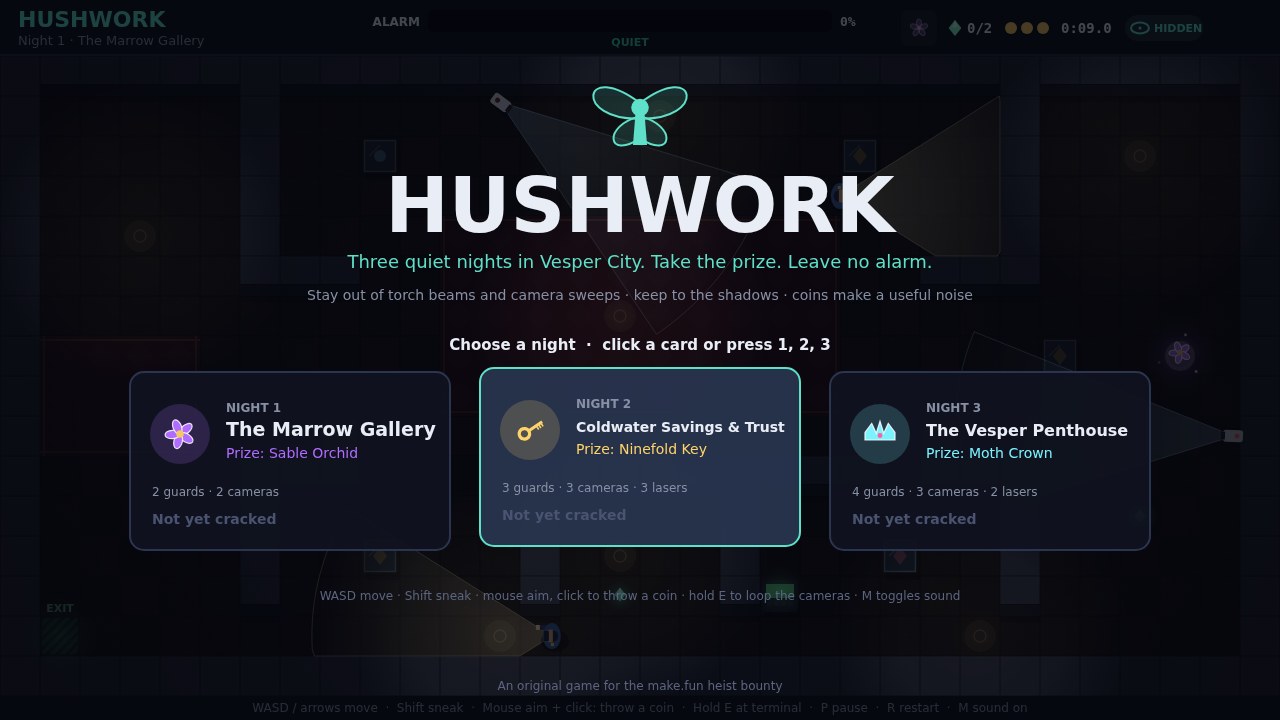 HUSHWORK
Night 1 · The Marrow Gallery
ALARM 0%
QUIET
0/2 0:09.0 HIDDEN
HUSHWORK
Three quiet nights in Vesper City. Take the prize. Leave no alarm.
Stay out of torch beams and camera sweeps · keep to the shadows · coins make a useful noise
Choose a night · click a card or press 1, 2, 3
NIGHT 1
The Marrow Gallery
Prize: Sable Orchid
2 guards · 2 cameras
Not yet cracked
NIGHT 2
Coldwater Savings & Trust
Prize: Ninefold Key
3 guards · 3 cameras · 3 lasers
Not yet cracked
NIGHT 3
The Vesper Penthouse
Prize: Moth Crown
4 guards · 3 cameras · 2 lasers
Not yet cracked
WASD move · Shift sneak · mouse aim, click to throw a coin · hold E to loop the cameras · M toggles sound
EXIT
An original game for the make.fun heist bounty
WASD / arrows move · Shift sneak · Mouse aim + click: throw a coin · Hold E at terminal · P pause · R restart · M sound on